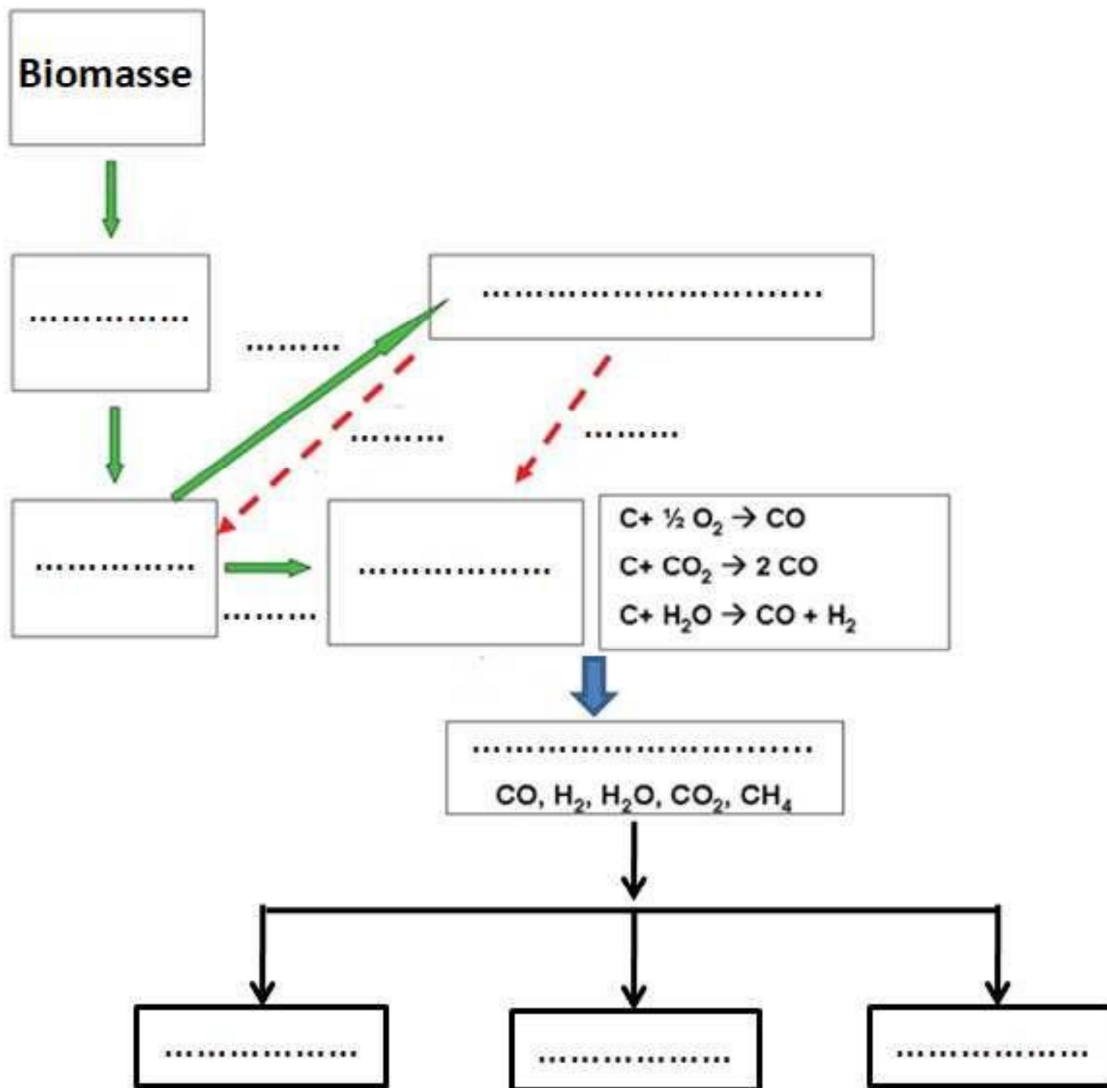 Biomasse
………………
…………………………………
………
………
………
………………
…………………
………
C+ ½ O₂ → CO
C+ CO₂ → 2 CO
C+ H₂O → CO + H₂
…………………………………
CO, H₂, H₂O, CO₂, CH₄
…………………
…………………
…………………